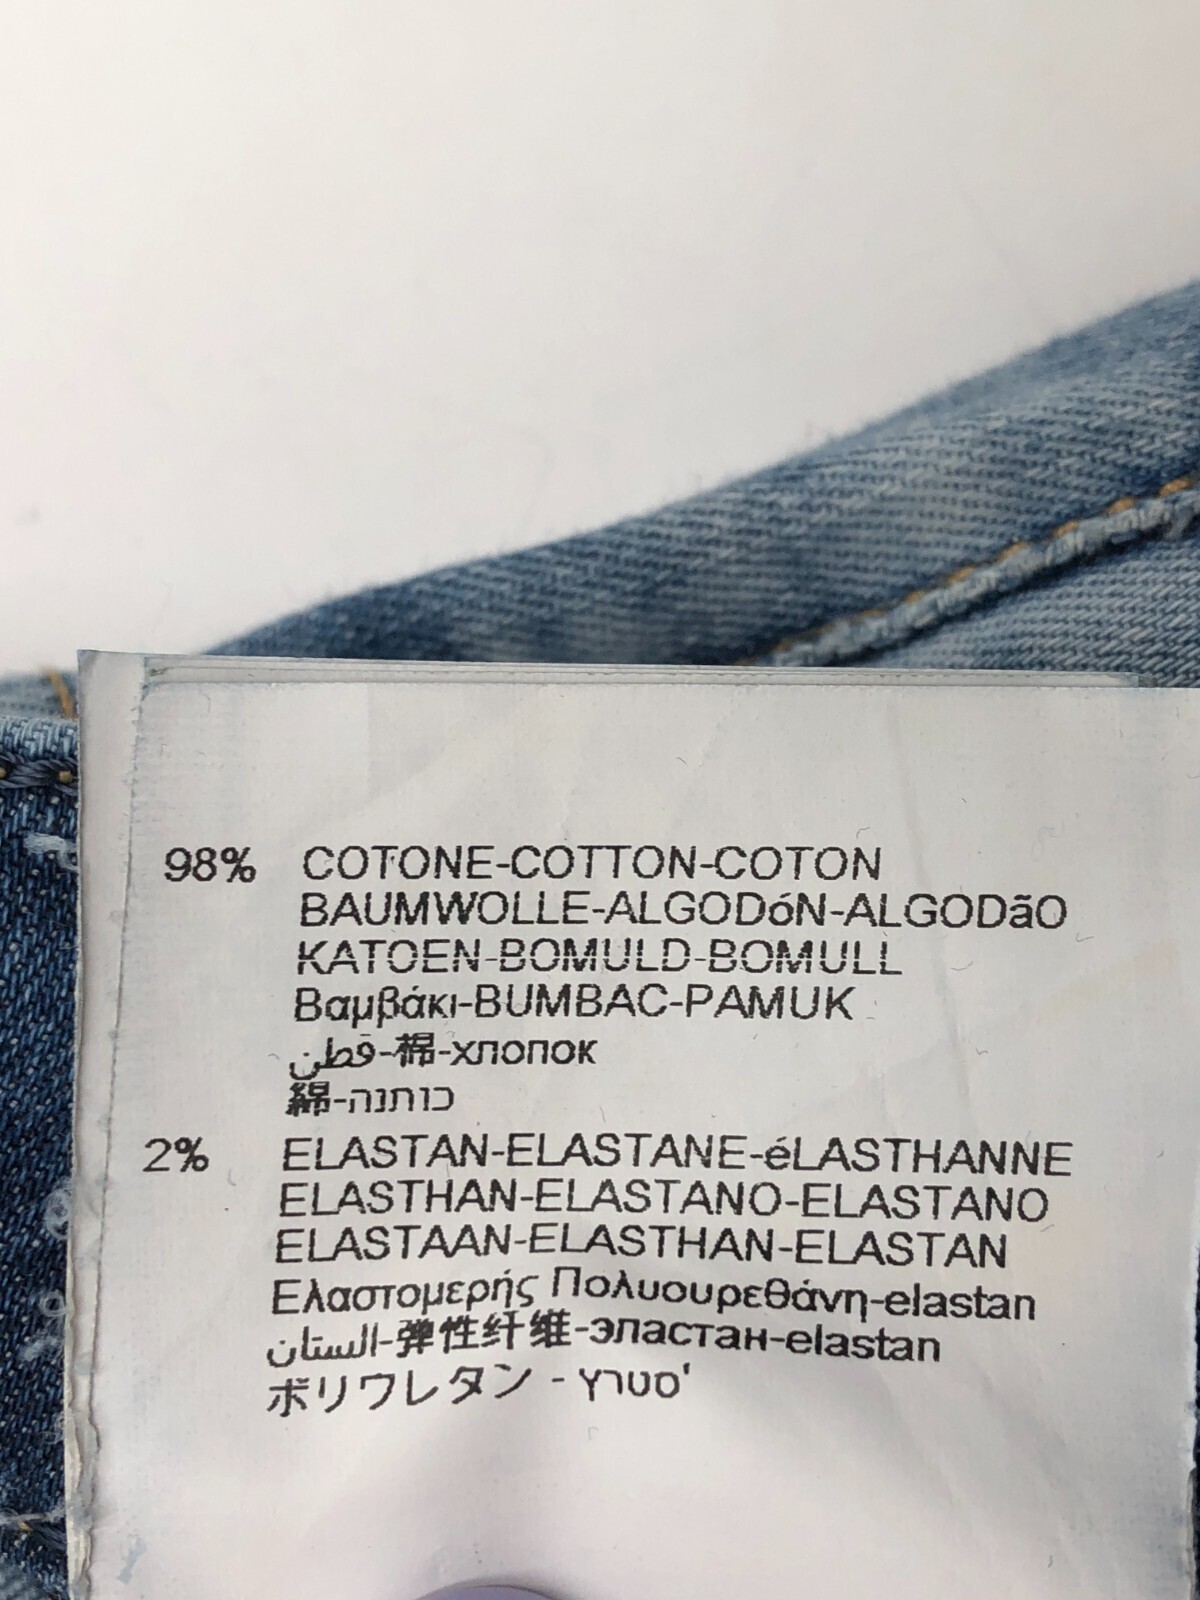 98% COTONE-COTTON-COTON
BAUMWOLLE-ALGODóN-ALGODãO
KATOEN-BOMULD-BOMULL
Βαμβάκι-BUMBAC-PAMUK
قطن-棉-хлопок
綿-כותנה
2% ELASTAN-ELASTANE-éLASTHANNE
ELASTHAN-ELASTANO-ELASTANO
ELASTAAN-ELASTHAN-ELASTAN
Ελαστομερής Πολυουρεθάνη-elastan
الستان-弹性纤维-эластан-elastan
ポリウレタン - סטרץ'